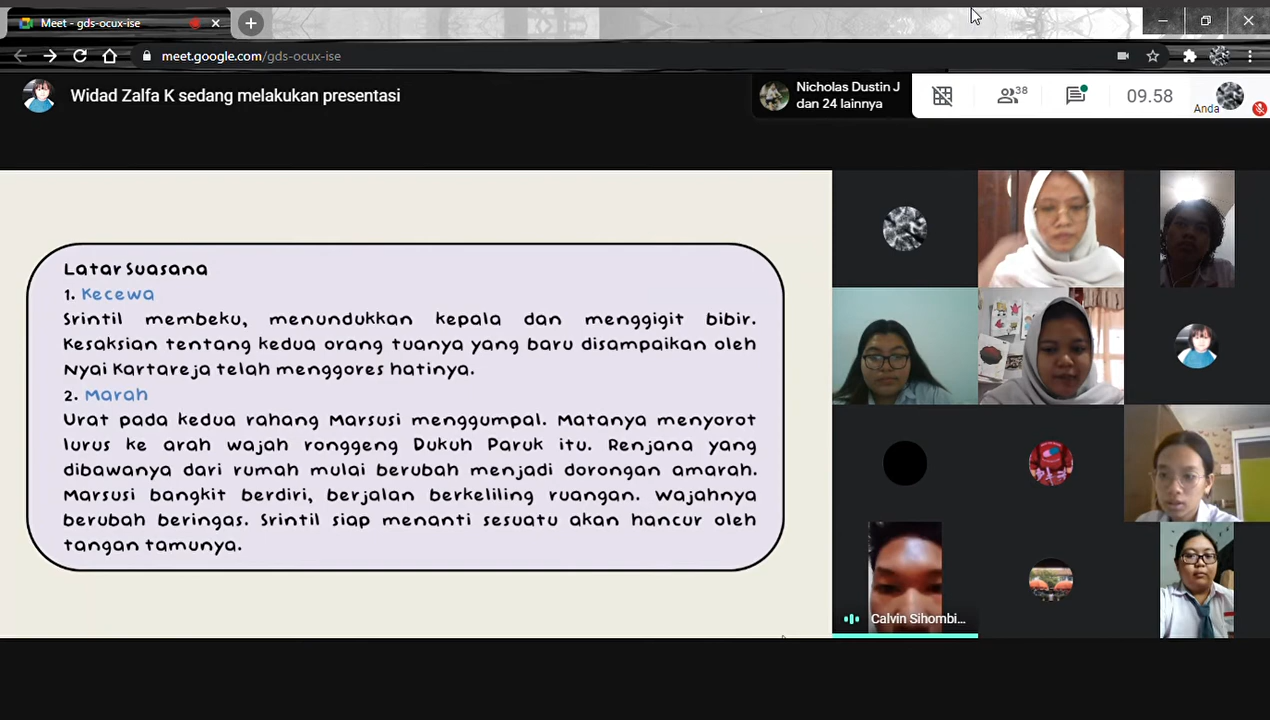 Meet - gds-ocux-ise
meet.google.com/gds-ocux-ise
Widad Zalfa K sedang melakukan presentasi
Nicholas Dustin J
dan 24 lainnya
38
09.58
Anda
Latar Suasana
1. Kecewa
Srintil membeku, menundukkan kepala dan menggigit bibir.
Kesaksian tentang kedua orang tuanya yang baru disampaikan oleh
Nyai Kartareja telah menggores hatinya.
2. Marah
Urat pada kedua rahang Marsusi menggumpal. Matanya menyorot
lurus ke arah wajah ronggeng Dukuh Paruk itu. Renjana yang
dibawanya dari rumah mulai berubah menjadi dorongan amarah.
Marsusi bangkit berdiri, berjalan berkeliling ruangan. Wajahnya
berubah beringas. Srintil siap menanti sesuatu akan hancur oleh
tangan tamunya.
Calvin Sihombi...